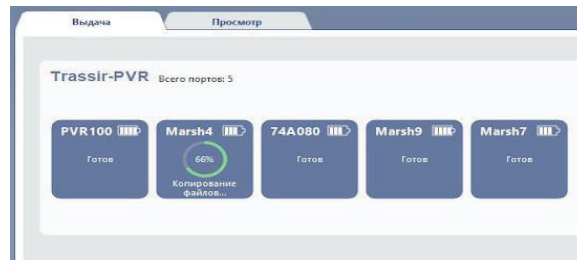 Выдача
Просмотр
Trassir-PVR Всего портов: 5
PVR100
Готов
Marsh4
66%
Копирование
файлов...
74A080
Готов
Marsh9
Готов
Marsh7
Готов